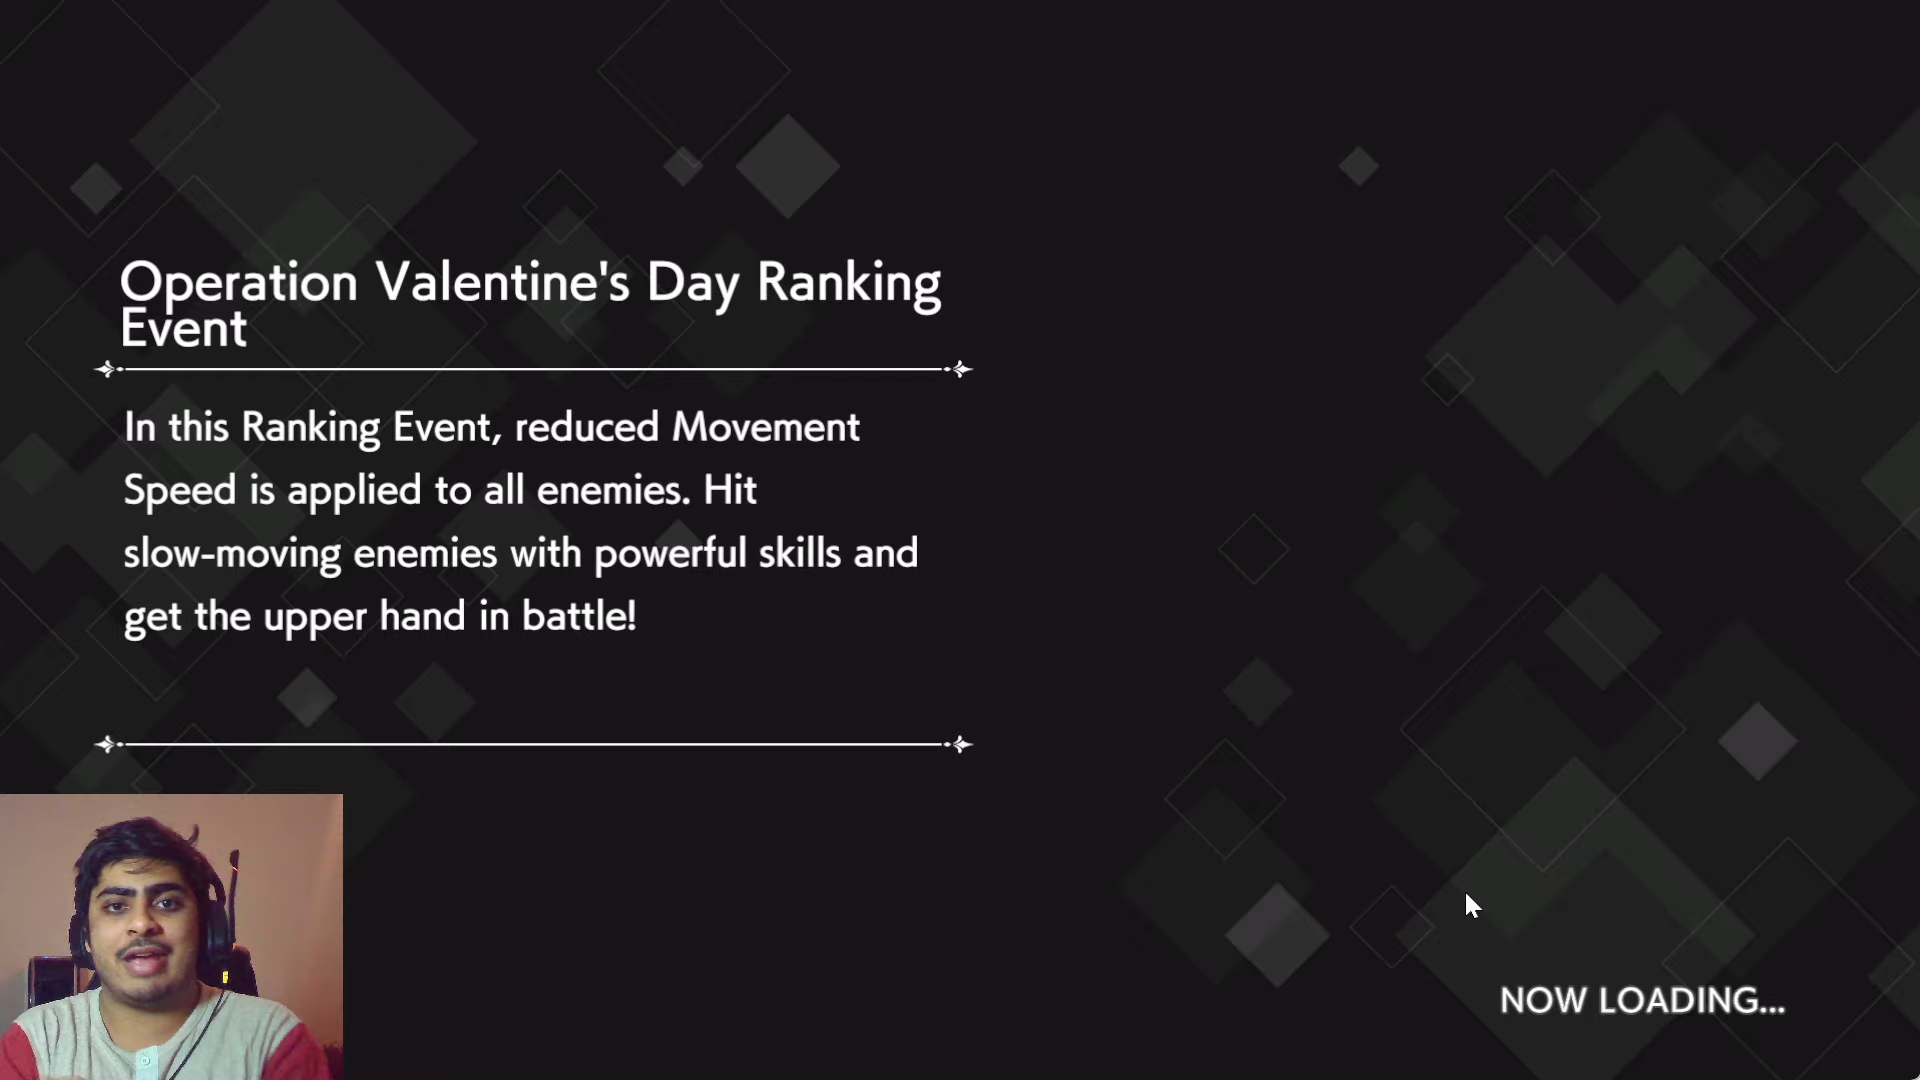 Operation Valentine's Day Ranking
Event
In this Ranking Event, reduced Movement
Speed is applied to all enemies. Hit
slow-moving enemies with powerful skills and
get the upper hand in battle!
NOW LOADING...